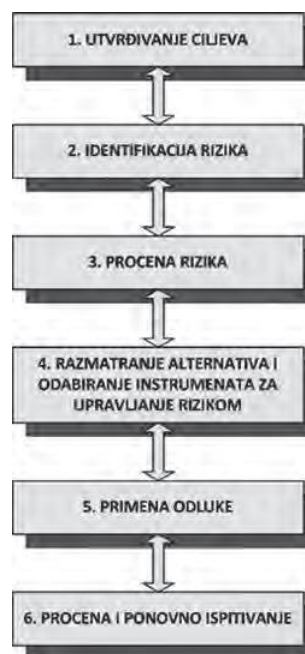 1. UTVRĐIVANJE CILJEVA
2. IDENTIFIKACIJA RIZIKA
3. PROCENA RIZIKA
4. RAZMATRANJE ALTERNATIVA I
ODABIRANJE INSTRUMENATA ZA
UPRAVLJANJE RIZIKOM
5. PRIMENA ODLUKE
6. PROCENA I PONOVNO ISPITIVANJE